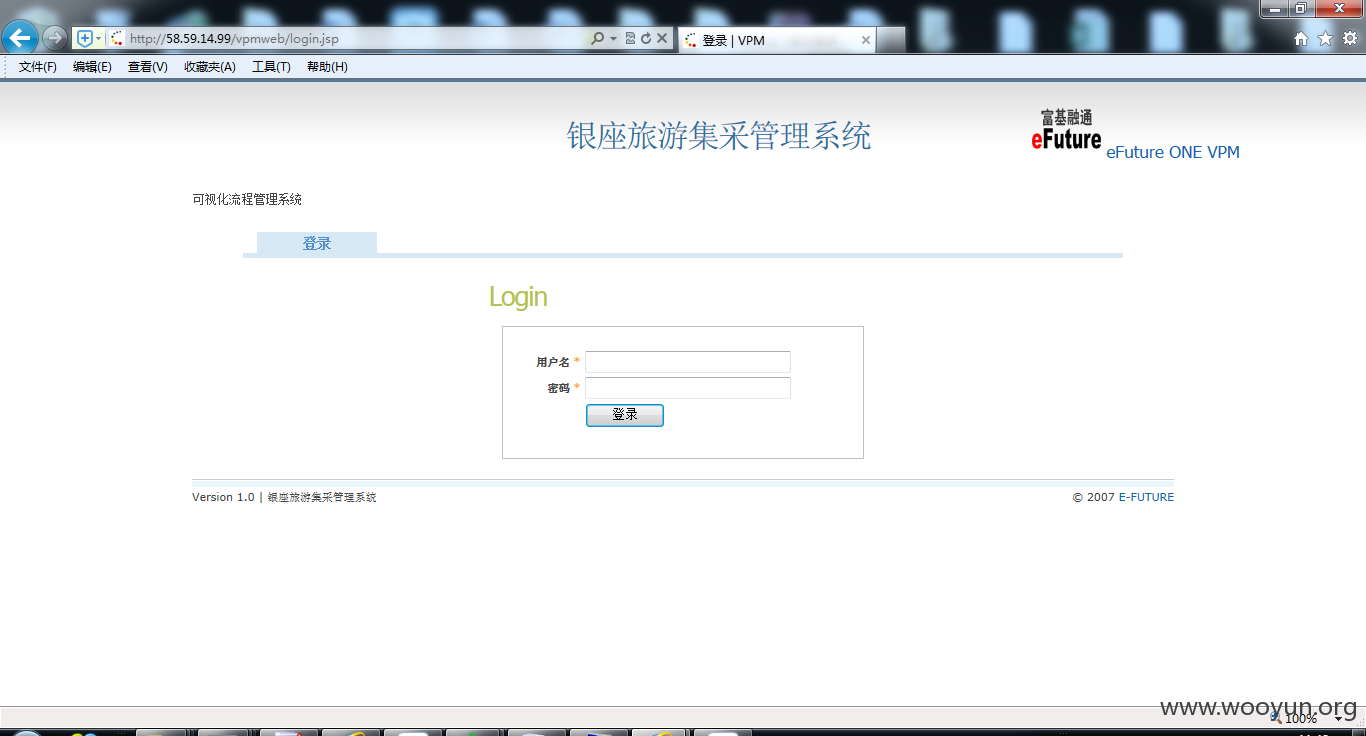 http://58.59.14.99/vpmweb/login.jsp
登录 | VPM
文件(F) 编辑(E) 查看(V) 收藏夹(A) 工具(T) 帮助(H)
银座旅游集采管理系统
富基融通
eFuture
eFuture ONE VPM
可视化流程管理系统
登录
Login
用户名 *
密码 *
登录
Version 1.0 | 银座旅游集采管理系统
© 2007 E-FUTURE
www.wooyun.org
100%